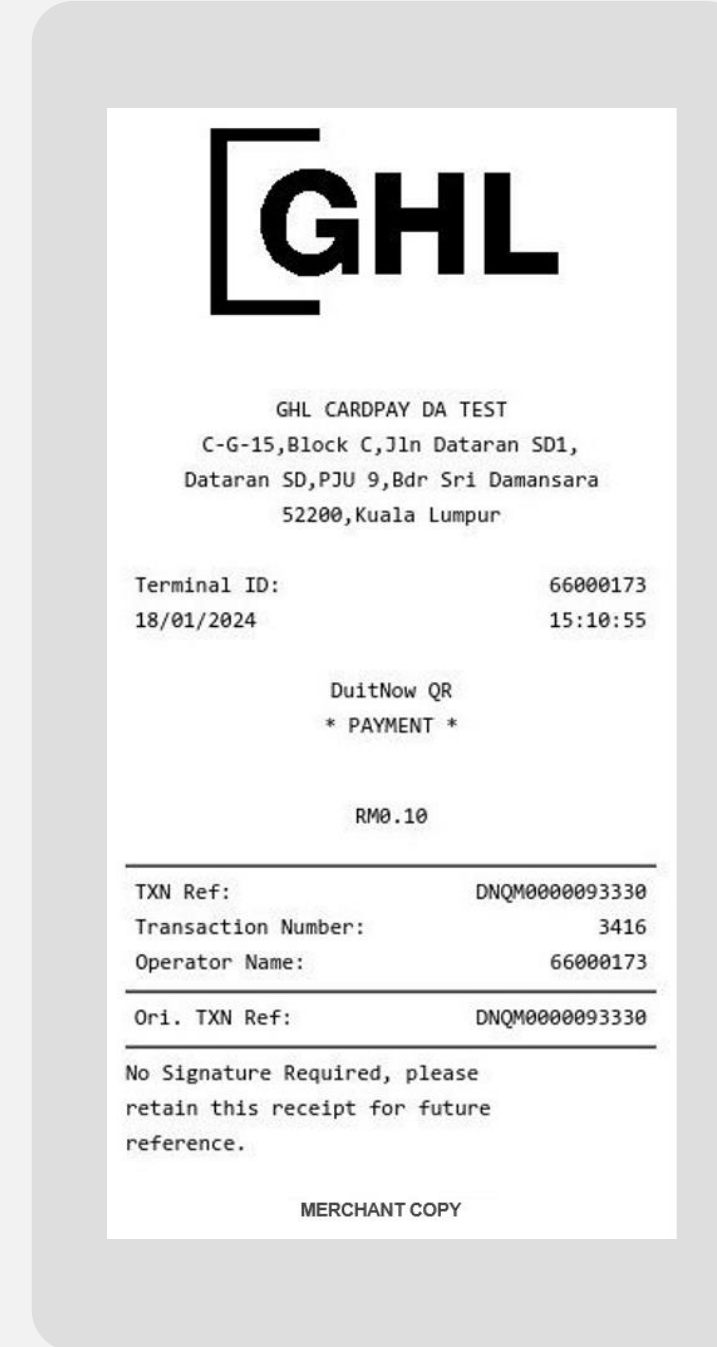 GHL
GHL CARDPAY DA TEST
C-G-15,Block C,Jln Dataran SD1,
Dataran SD,PJU 9,Bdr Sri Damansara
52200,Kuala Lumpur
Terminal ID: 66000173
18/01/2024 15:10:55
DuitNow QR
* PAYMENT *
RM0.10
TXN Ref: DNQM0000093330
Transaction Number: 3416
Operator Name: 66000173
Ori. TXN Ref: DNQM0000093330
No Signature Required, please
retain this receipt for future
reference.
MERCHANT COPY